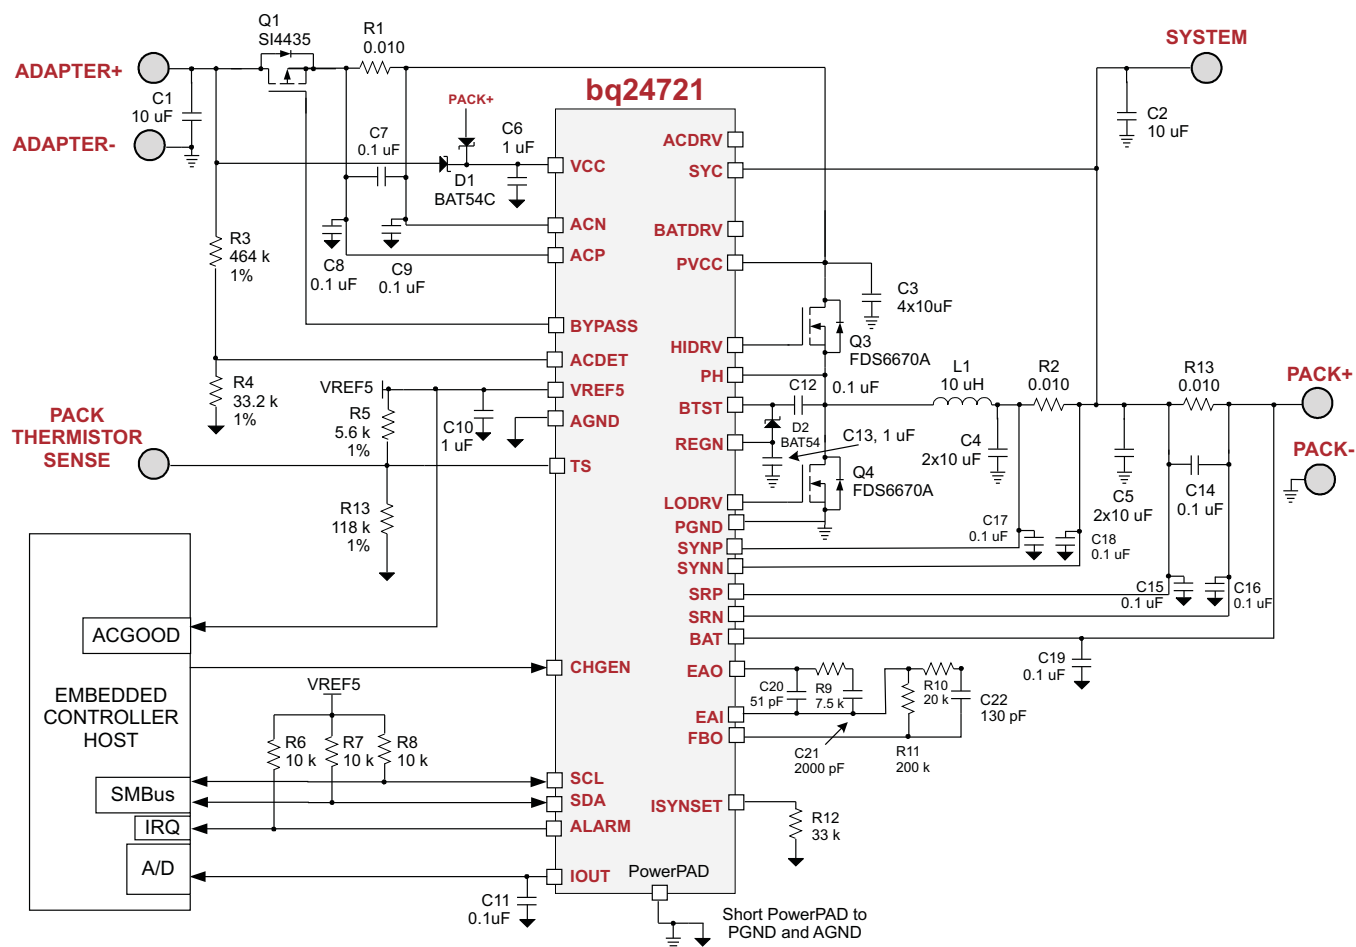 Q1
SI4435
R1
0.010
SYSTEM
ADAPTER+
C1
10 uF
ADAPTER-
PACK+
bq24721
C7
0.1 uF
C6
1 uF
D1
BAT54C
C2
10 uF
VCC
ACN
ACP
BYPASS
ACDET
VREF5
AGND
TS
CHGEN
SCL
SDA
ALARM
IOUT
ACDRV
SYC
BATDRV
PVCC
HIDRV
PH
BTST
REGN
LODRV
PGND
SYNP
SYNN
SRP
SRN
BAT
EAO
EAI
FBO
ISYNSET
PowerPAD
R3
464 k
1%
C8
0.1 uF
C9
0.1 uF
R4
33.2 k
1%
VREF5
R5
5.6 k
1%
C10
1 uF
PACK
THERMISTOR
SENSE
R13
118 k
1%
C3
4x10uF
Q3
FDS6670A
C12
0.1 uF
L1
10 uH
R2
0.010
R13
0.010
PACK+
D2
BAT54
C13, 1 uF
C4
2x10 uF
Q4
FDS6670A
C5
2x10 uF
C14
0.1 uF
PACK-
C17
0.1 uF
C18
0.1 uF
C15
0.1 uF
C16
0.1 uF
C19
0.1 uF
C20
51 pF
R9
7.5 k
R10
20 k
C22
130 pF
C21
2000 pF
R11
200 k
R12
33 k
ACGOOD
EMBEDDED
CONTROLLER
HOST
VREF5
R6
10 k
R7
10 k
R8
10 k
SMBus
IRQ
A/D
C11
0.1uF
Short PowerPAD to
PGND and AGND